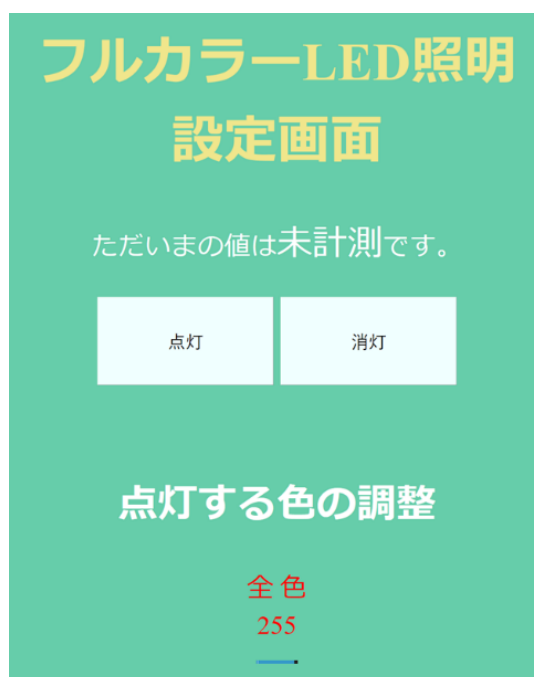 フルカラーLED照明
設定画面
ただいまの値は未計測です。
点灯
消灯
点灯する色の調整
全色
255